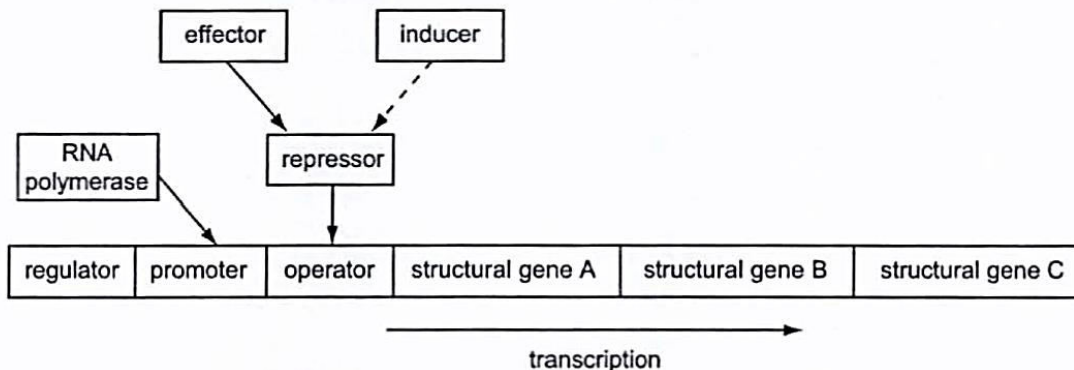 effector
inducer
RNA
polymerase
repressor
regulator
promoter
operator
structural gene A
structural gene B
structural gene C
transcription